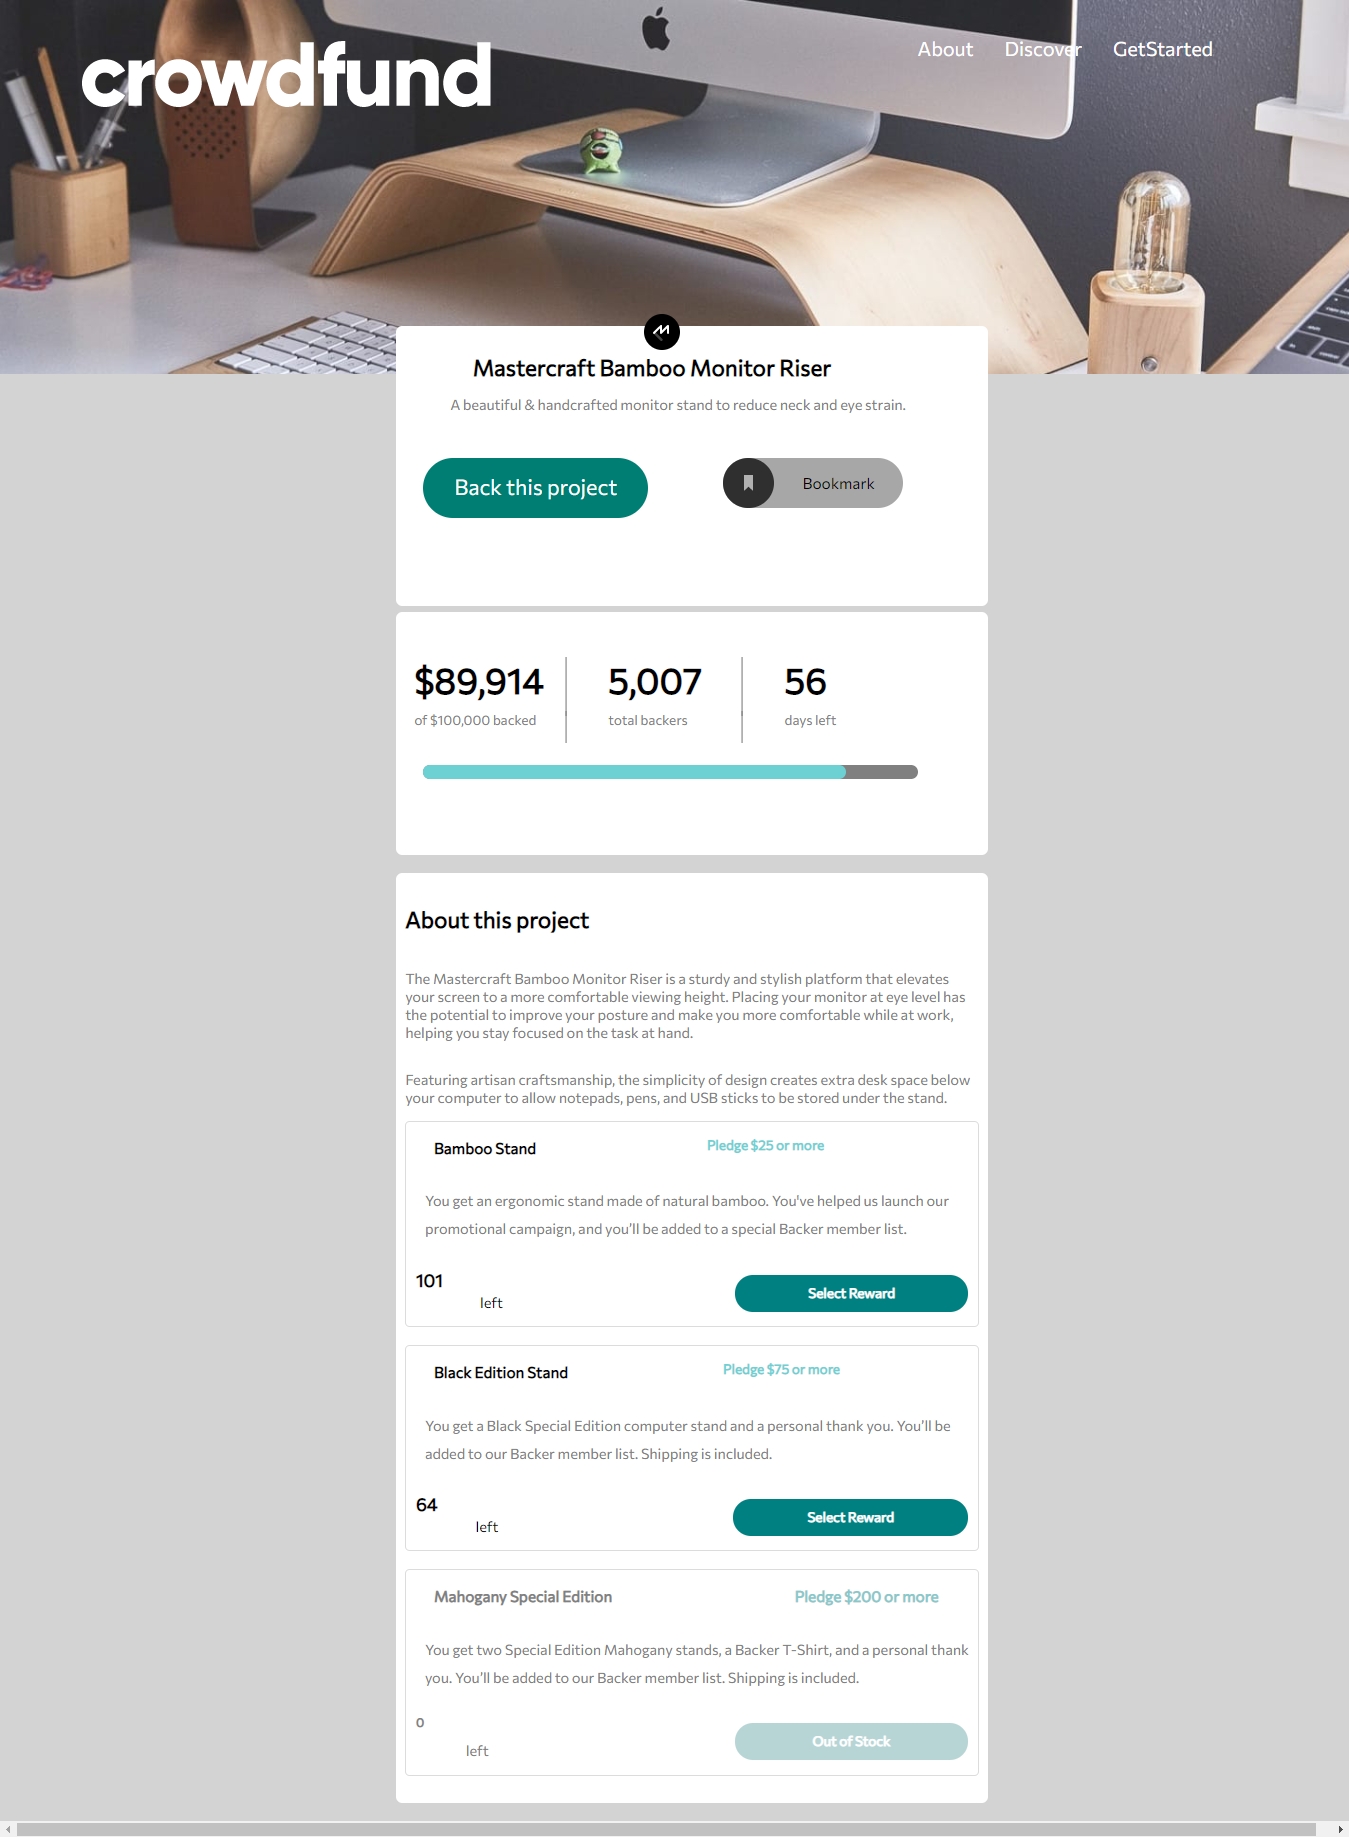 crowdfund
About Discover GetStarted
Mastercraft Bamboo Monitor Riser
A beautiful & handcrafted monitor stand to reduce neck and eye strain.
Back this project
Bookmark
$89,914
of $100,000 backed
5,007
total backers
56
days left
About this project
The Mastercraft Bamboo Monitor Riser is a sturdy and stylish platform that elevates
your screen to a more comfortable viewing height. Placing your monitor at eye level has
the potential to improve your posture and make you more comfortable while at work,
helping you stay focused on the task at hand.
Featuring artisan craftsmanship, the simplicity of design creates extra desk space below
your computer to allow notepads, pens, and USB sticks to be stored under the stand.
Bamboo Stand
Pledge $25 or more
You get an ergonomic stand made of natural bamboo. You've helped us launch our
promotional campaign, and you’ll be added to a special Backer member list.
101
left
Select Reward
Black Edition Stand
Pledge $75 or more
You get a Black Special Edition computer stand and a personal thank you. You’ll be
added to our Backer member list. Shipping is included.
64
left
Select Reward
Mahogany Special Edition
Pledge $200 or more
You get two Special Edition Mahogany stands, a Backer T-Shirt, and a personal thank
you. You’ll be added to our Backer member list. Shipping is included.
0
left
Out of Stock